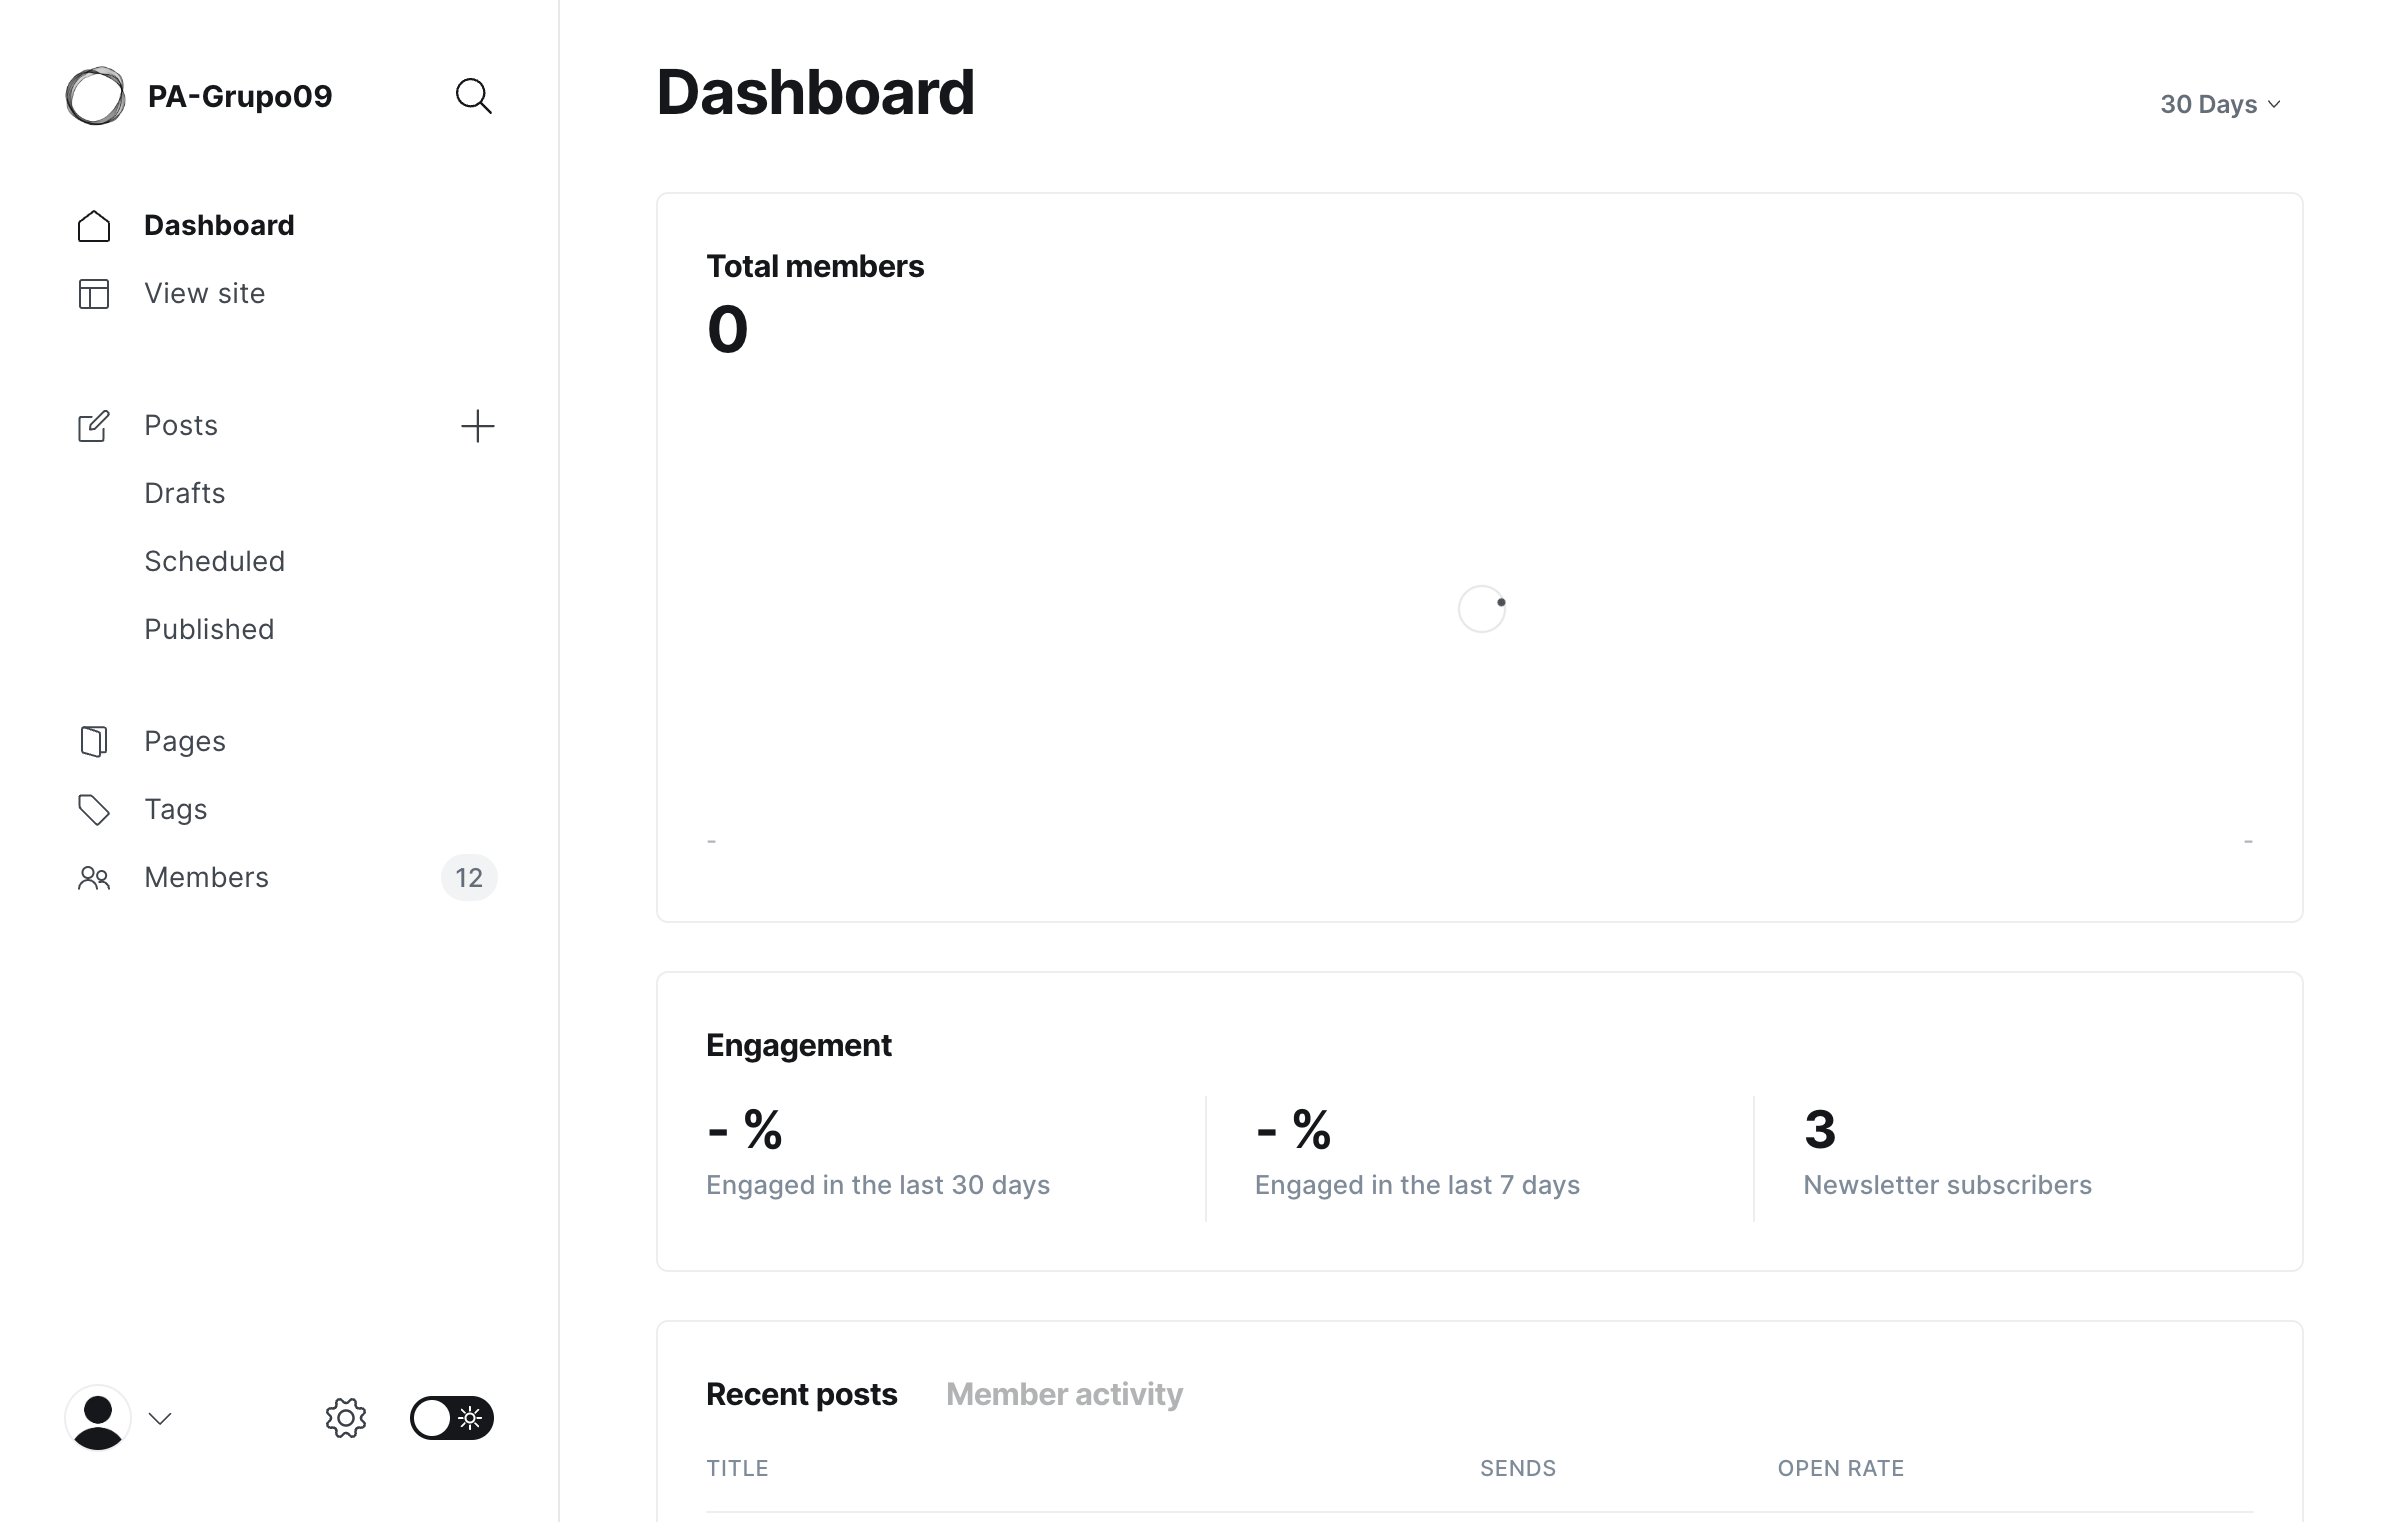 PA-Grupo09
Dashboard
View site
Posts
Drafts
Scheduled
Published
Pages
Tags
Members 12
Dashboard
30 Days
Total members
0
- -
Engagement
- % - % 3
Engaged in the last 30 days Engaged in the last 7 days Newsletter subscribers
Recent posts Member activity
TITLE SENDS OPEN RATE